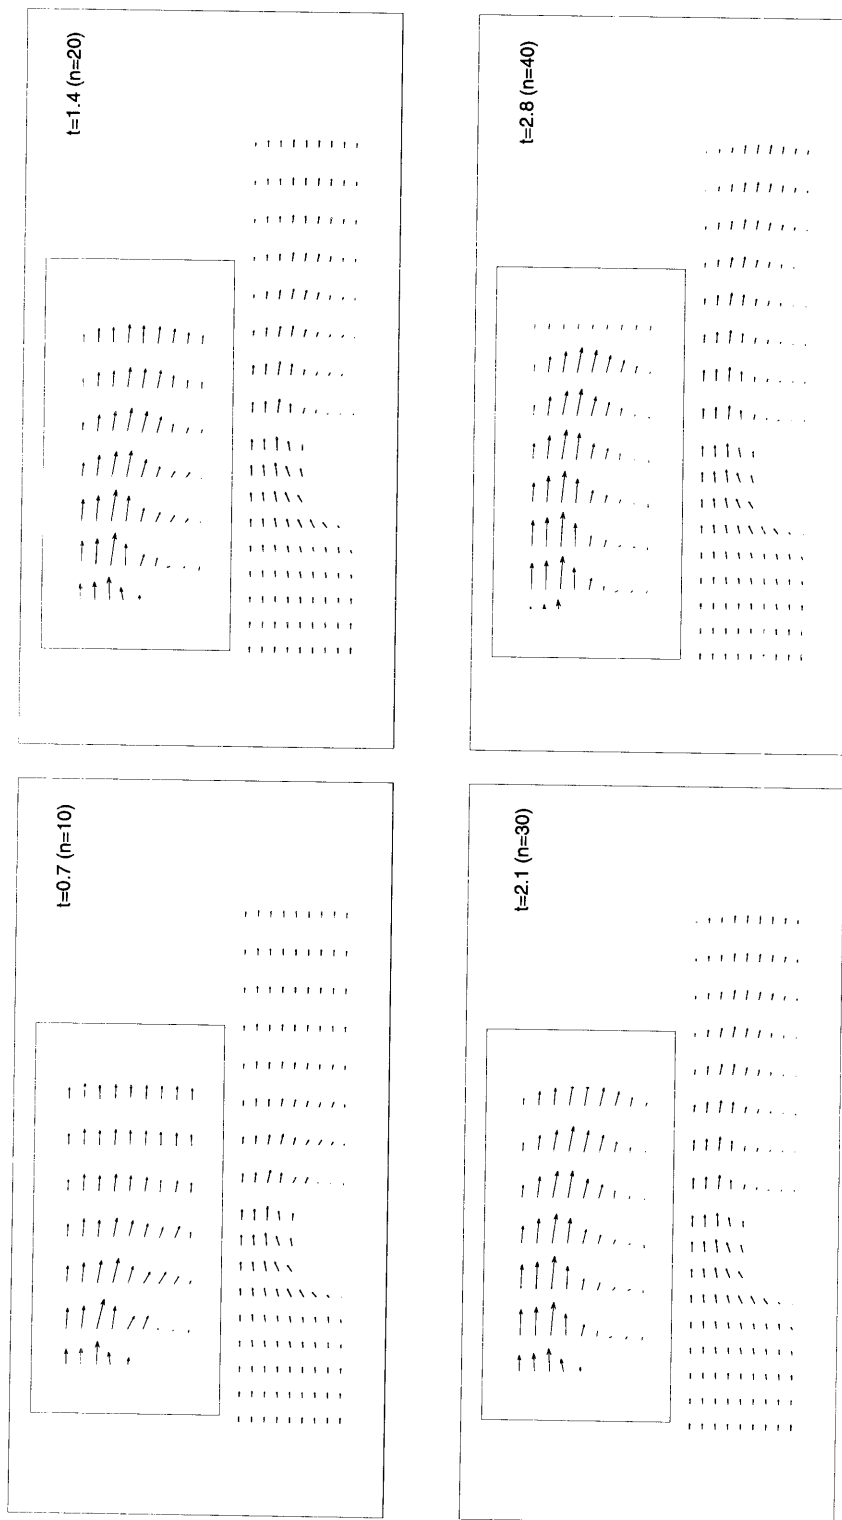 t=0.7 (n=10)
t=1.4 (n=20)
t=2.1 (n=30)
t=2.8 (n=40)